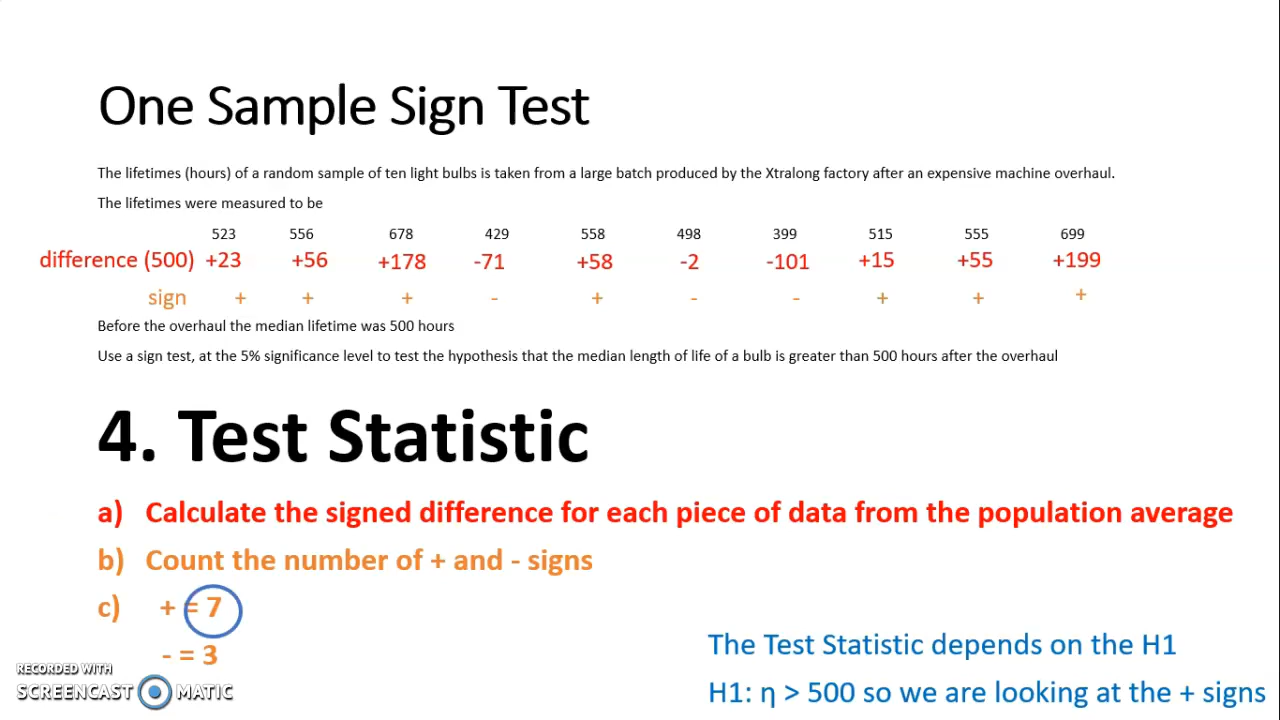 One Sample Sign Test
The lifetimes (hours) of a random sample of ten light bulbs is taken from a large batch produced by the Xtralong factory after an expensive machine overhaul.
The lifetimes were measured to be
523 556 678 429 558 498 399 515 555 699
difference (500) +23 +56 +178 -71 +58 -2 -101 +15 +55 +199
sign + + + - + - - + + +
Before the overhaul the median lifetime was 500 hours
Use a sign test, at the 5% significance level to test the hypothesis that the median length of life of a bulb is greater than 500 hours after the overhaul
4. Test Statistic
a) Calculate the signed difference for each piece of data from the population average
b) Count the number of + and - signs
c) + = 7
- = 3
The Test Statistic depends on the H1
H1: η > 500 so we are looking at the + signs
RECORDED WITH
SCREENCAST MATIC